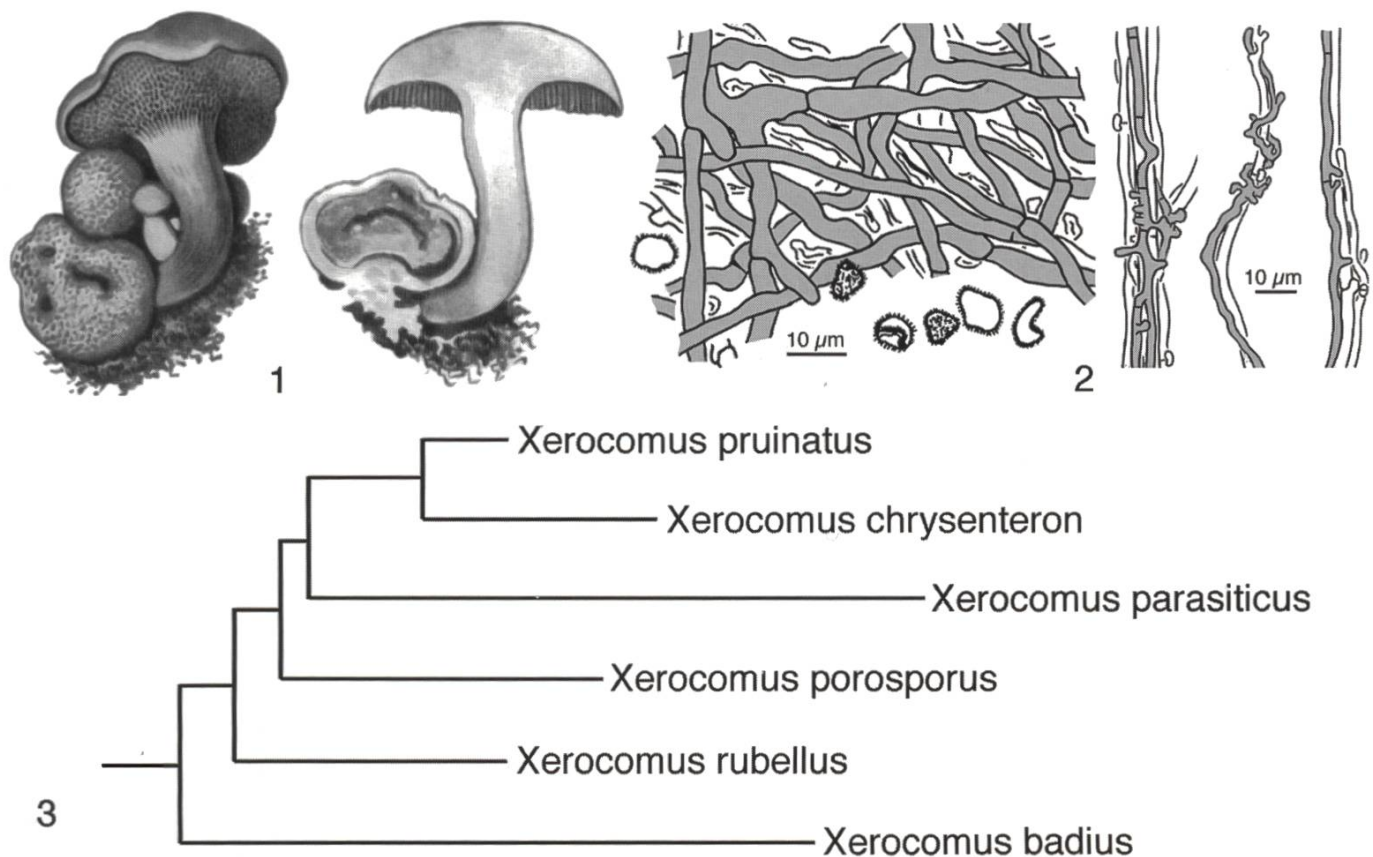 1
10 µm
2
10 µm
Xerocomus pruinatus
Xerocomus chrysenteron
Xerocomus parasiticus
Xerocomus porosporus
Xerocomus rubellus
3
Xerocomus badius